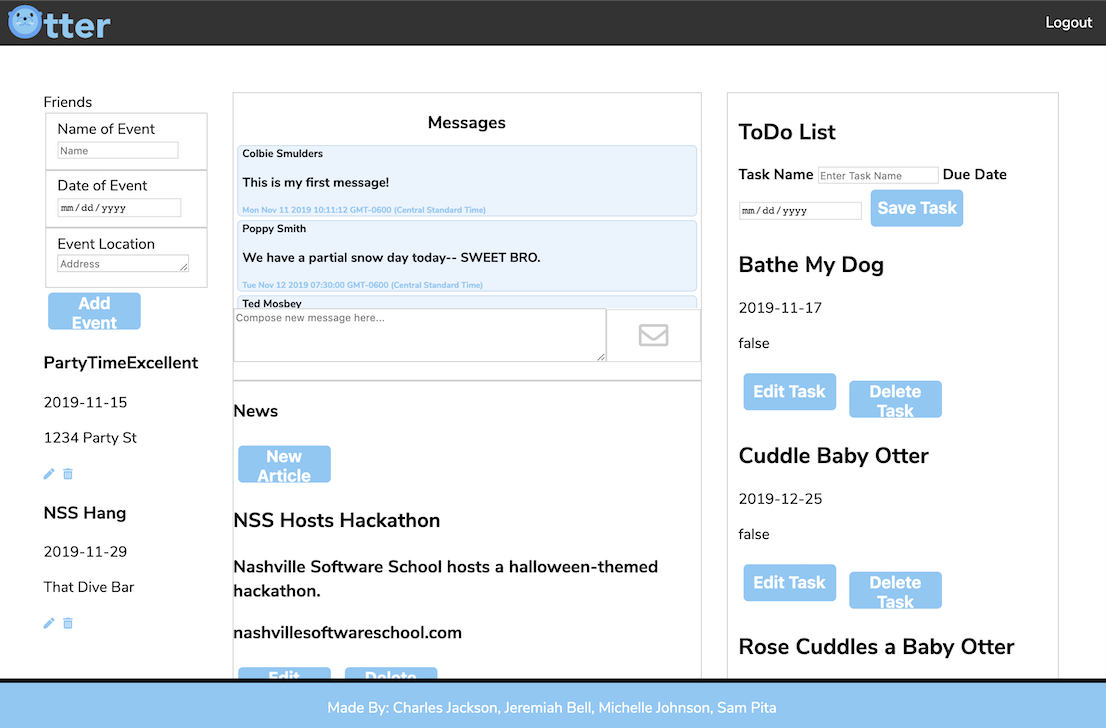 Otter
Logout
Friends
Name of Event
Name
Date of Event
mm/dd/yyyy
Event Location
Address
Add
Event
PartyTimeExcellent
2019-11-15
1234 Party St
NSS Hang
2019-11-29
That Dive Bar
Messages
Colbie Smulders
This is my first message!
Mon Nov 11 2019 10:11:12 GMT-0600 (Central Standard Time)
Poppy Smith
We have a partial snow day today-- SWEET BRO.
Tue Nov 12 2019 07:30:00 GMT-0600 (Central Standard Time)
Ted Mosbey
Compose new message here...
News
New
Article
NSS Hosts Hackathon
Nashville Software School hosts a halloween-themed
hackathon.
nashvillesoftwareschool.com
Edit
Delete
ToDo List
Task Name Enter Task Name Due Date
mm/dd/yyyy Save Task
Bathe My Dog
2019-11-17
false
Edit Task
Delete
Task
Cuddle Baby Otter
2019-12-25
false
Edit Task
Delete
Task
Rose Cuddles a Baby Otter
Made By: Charles Jackson, Jeremiah Bell, Michelle Johnson, Sam Pita